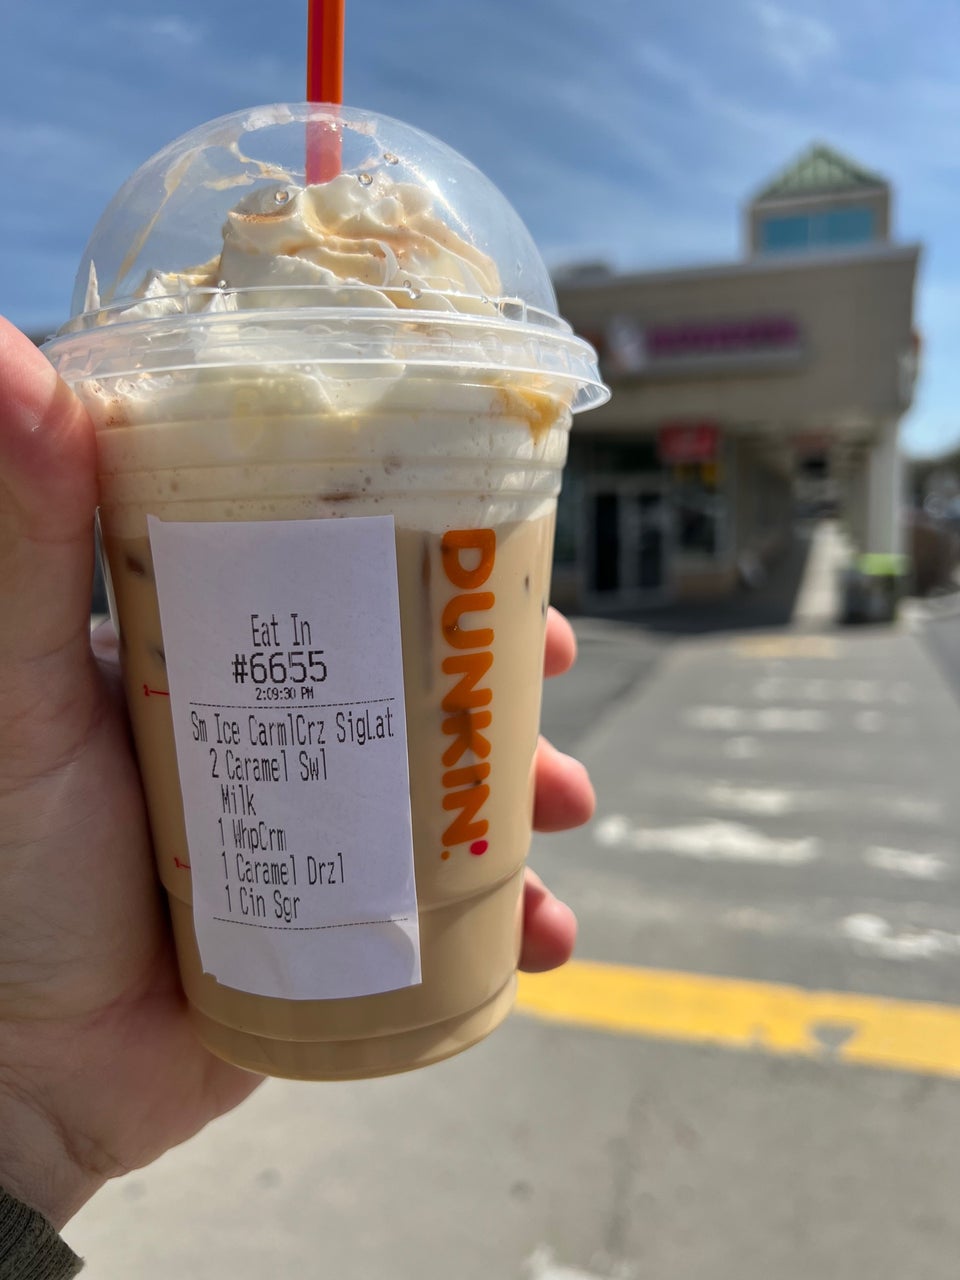 Eat In
#6655
2:09:30 PM
Sm Ice CarmlCrz SigLat
2 Caramel Swl
Milk
1 WhpCrm
1 Caramel Drzl
1 Cin Sgr
DUNKIN'